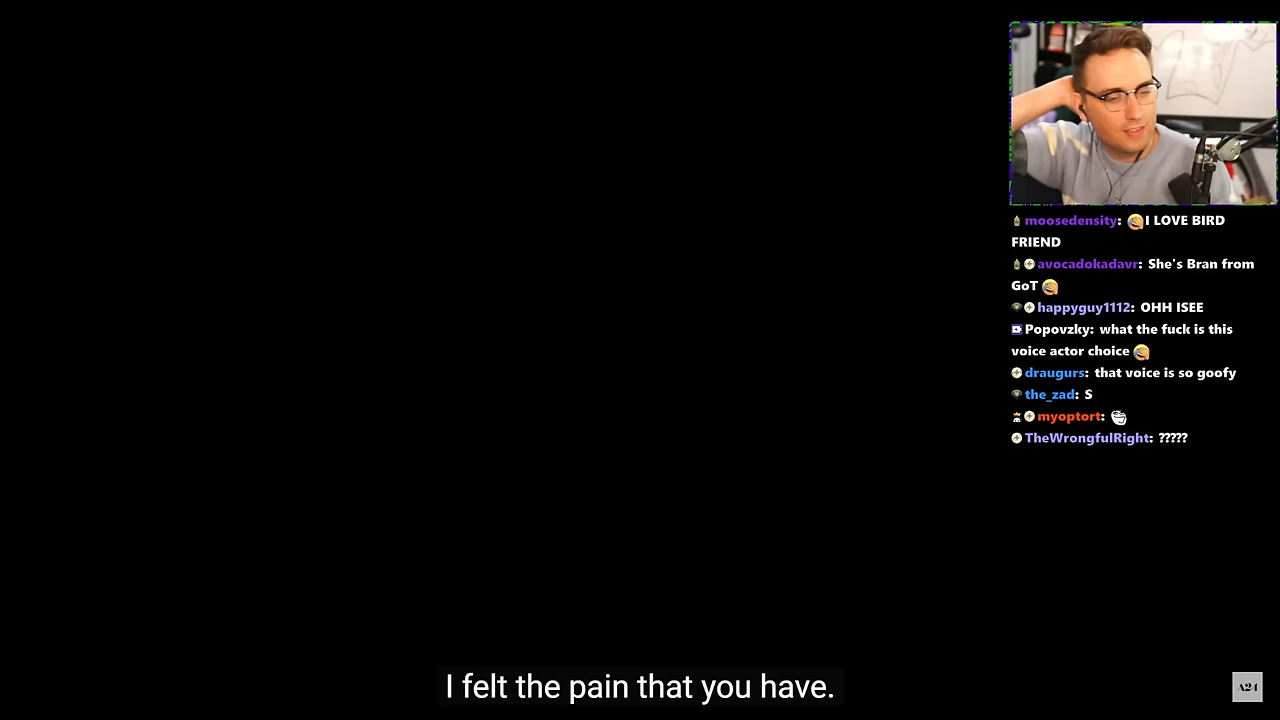 moosedensity: I LOVE BIRD
FRIEND
avocadokadavr: She's Bran from
GoT
happyguy1112: OHH ISEE
Popovzky: what the fuck is this
voice actor choice
draugurs: that voice is so goofy
the_zad: S
myoptort:
TheWrongfulRight: ?????
I felt the pain that you have.
A24